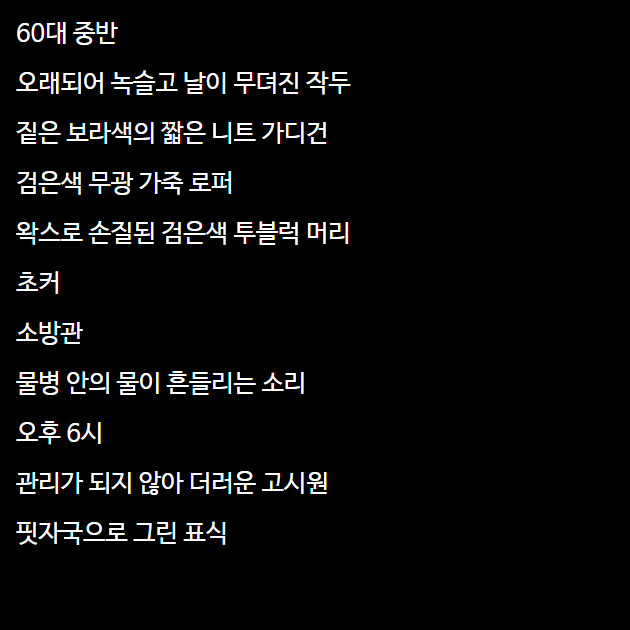 60대 중반
오래되어 녹슬고 날이 무뎌진 작두
짙은 보라색의 짧은 니트 가디건
검은색 무광 가죽 로퍼
왁스로 손질된 검은색 투블럭 머리
초커
소방관
물병 안의 물이 흔들리는 소리
오후 6시
관리가 되지 않아 더러운 고시원
핏자국으로 그린 표식